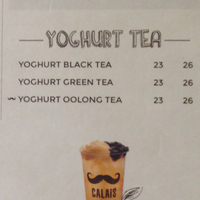 YOGHURT TEA
YOGHURT BLACK TEA 23 26
YOGHURT GREEN TEA 23 26
YOGHURT OOLONG TEA 23 26
CALAIS